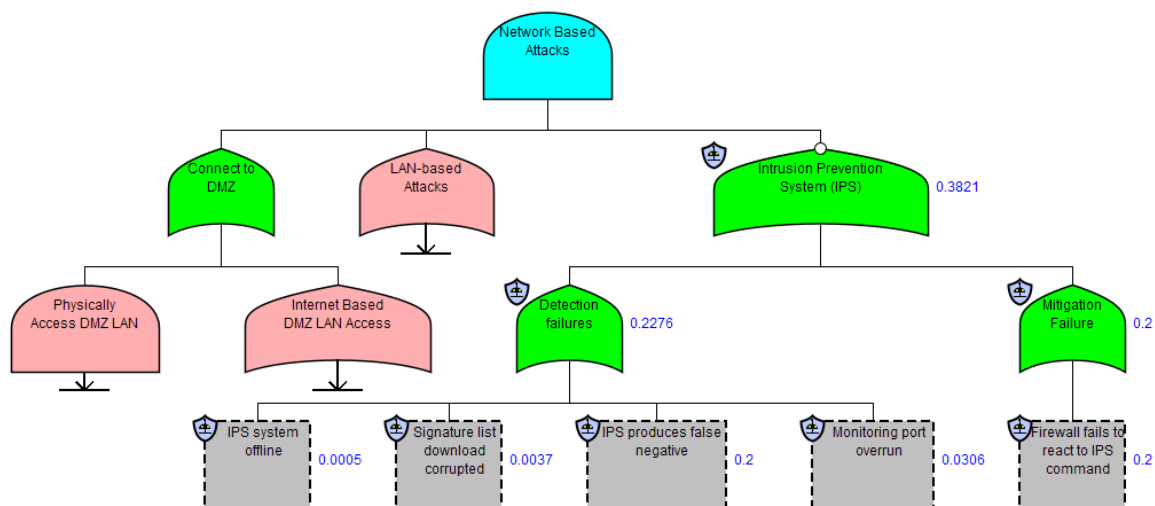 Network Based
Attacks
Connect to
DMZ
LAN-based
Attacks
Intrusion Prevention
System (IPS)
0.3821
Physically
Access DMZ LAN
Internet Based
DMZ LAN Access
Detection
failures
0.2276
Mitigation
Failure
0.2
IPS system
offline
0.0005
Signature list
download
corrupted
0.0037
IPS produces false
negative
0.2
Monitoring port
overrun
0.0306
Firewall fails to
react to IPS
command
0.2